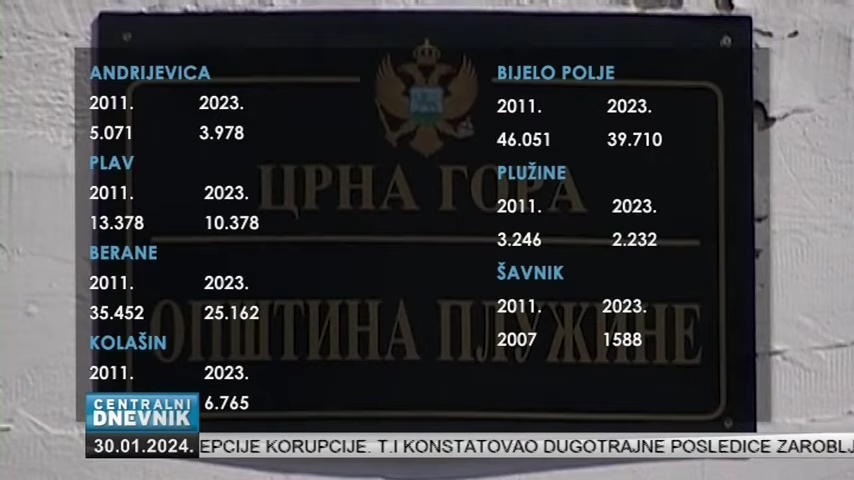 ANDRIJEVICA
2011. 2023.
5.071 3.978
PLAV
2011. 2023.
13.378 10.378
BERANE
2011. 2023.
35.452 25.162
KOLAŠIN
2011. 2023.
6.765
BIJELO POLJE
2011. 2023.
46.051 39.710
PLUŽINE
2011. 2023.
3.246 2.232
ŠAVNIK
2011. 2023.
2007 1588
ЦРНА ГОРА
ОПШТИНА ПЛУЖИНЕ
CENTRALNI
DNEVNIK
30.01.2024. EPCIJE KORUPCIJE. T.I KONSTATOVAO DUGOTRAJNE POSLEDICE ZAROBLJ